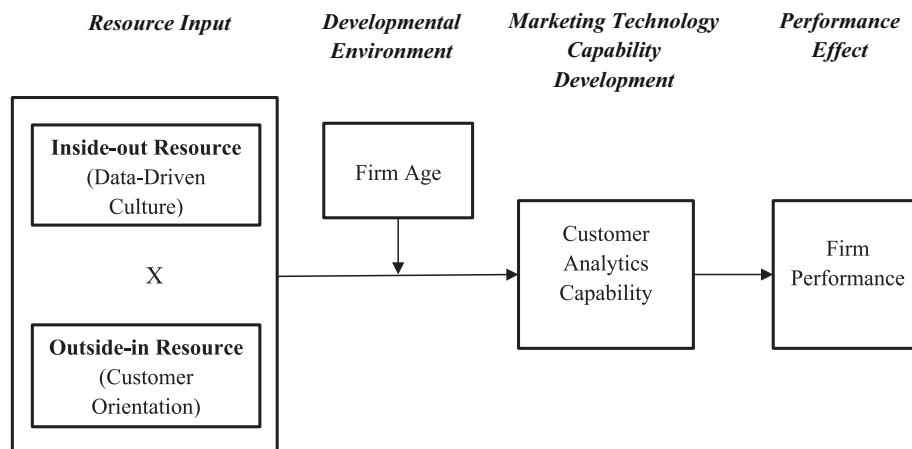 Resource Input
Developmental
Environment
Marketing Technology
Capability
Development
Performance
Effect
Inside-out Resource
(Data-Driven
Culture)
X
Outside-in Resource
(Customer
Orientation)
Firm Age
Customer
Analytics
Capability
Firm
Performance